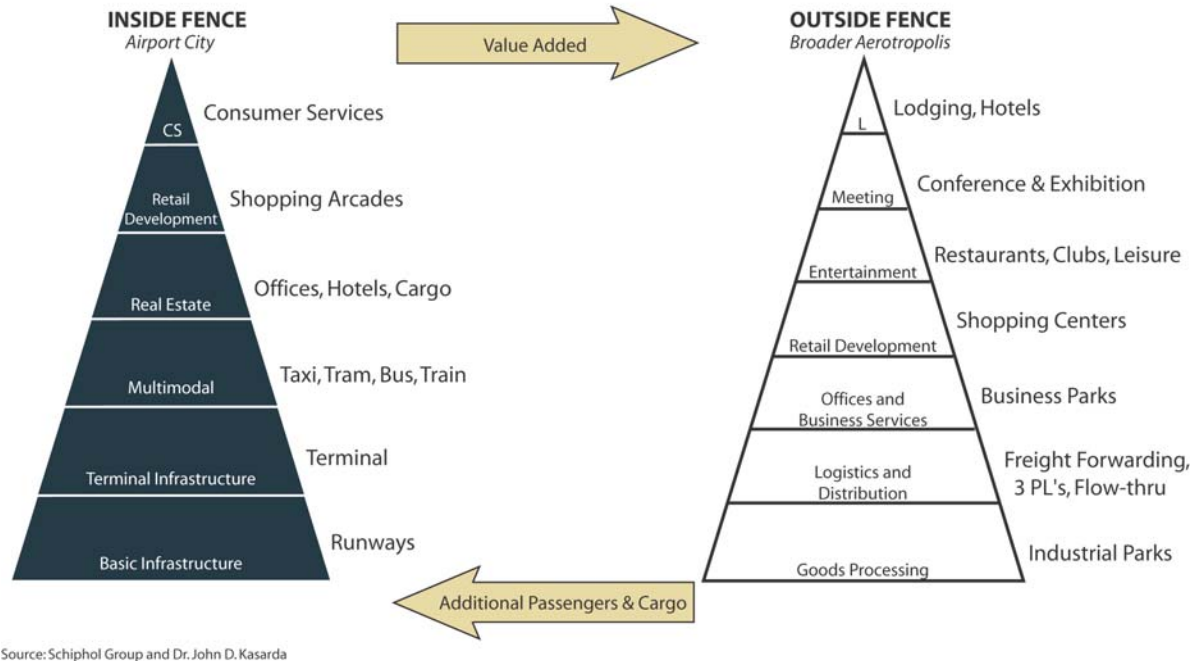 INSIDE FENCE
Airport City
CS
Consumer Services
Retail
Development
Shopping Arcades
Real Estate
Offices, Hotels, Cargo
Multimodal
Taxi, Tram, Bus, Train
Terminal Infrastructure
Terminal
Basic Infrastructure
Runways
Value Added
OUTSIDE FENCE
Broader Aerotropolis
L
Lodging, Hotels
Meeting
Conference & Exhibition
Entertainment
Restaurants, Clubs, Leisure
Retail Development
Shopping Centers
Offices and
Business Services
Business Parks
Logistics and
Distribution
Freight Forwarding,
3 PL's, Flow-thru
Goods Processing
Industrial Parks
Additional Passengers & Cargo
Source: Schiphol Group and Dr. John D. Kasarda